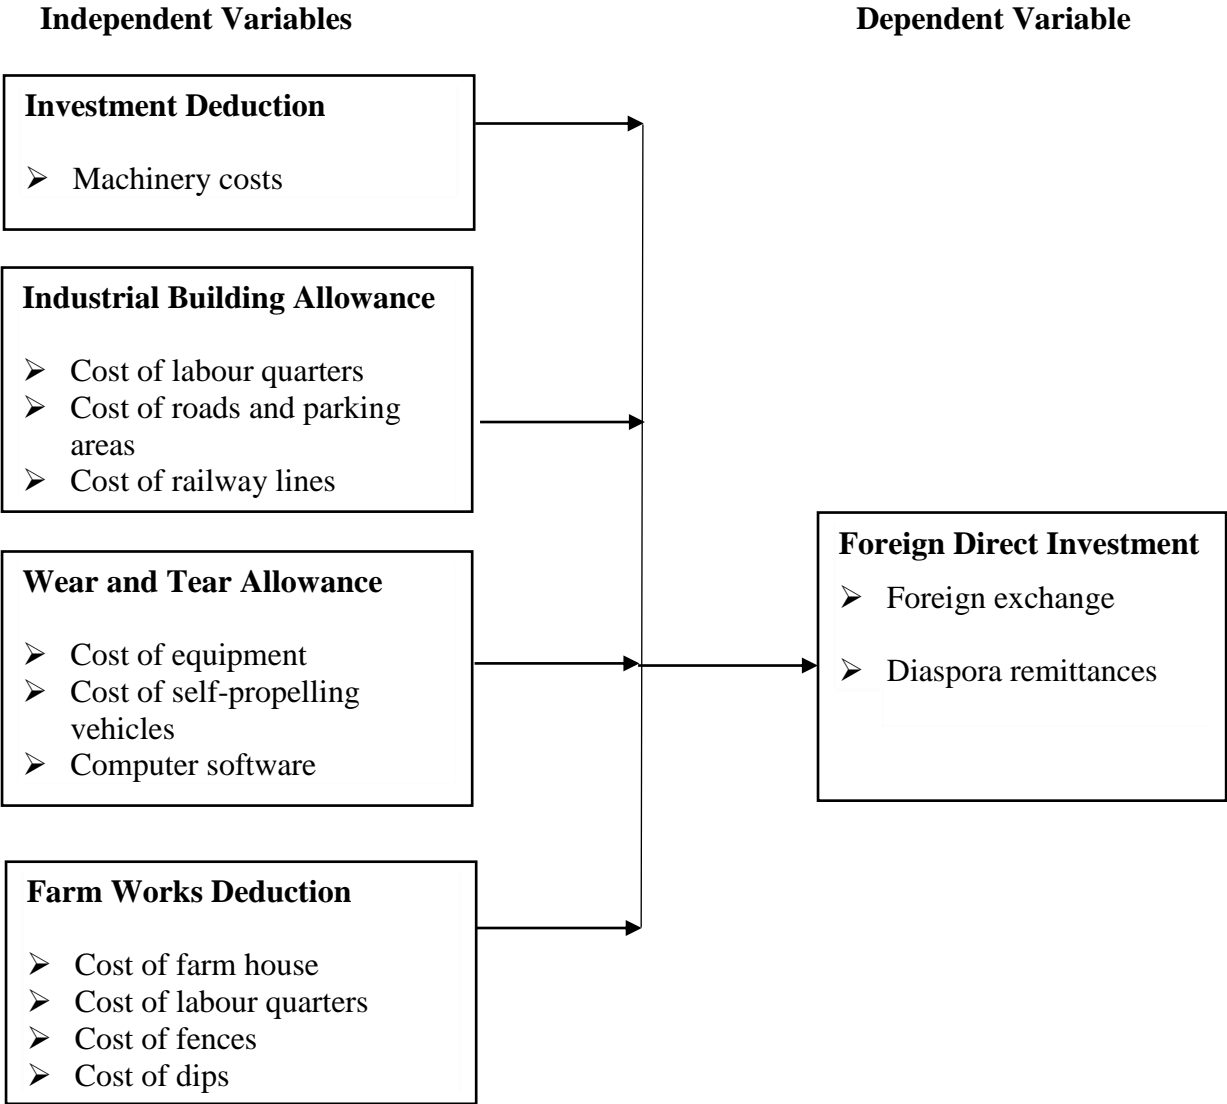 Independent Variables
Dependent Variable
Investment Deduction
➢ Machinery costs
Industrial Building Allowance
➢ Cost of labour quarters
➢ Cost of roads and parking
areas
➢ Cost of railway lines
Wear and Tear Allowance
➢ Cost of equipment
➢ Cost of self-propelling
vehicles
➢ Computer software
Farm Works Deduction
➢ Cost of farm house
➢ Cost of labour quarters
➢ Cost of fences
➢ Cost of dips
Foreign Direct Investment
➢ Foreign exchange
➢ Diaspora remittances